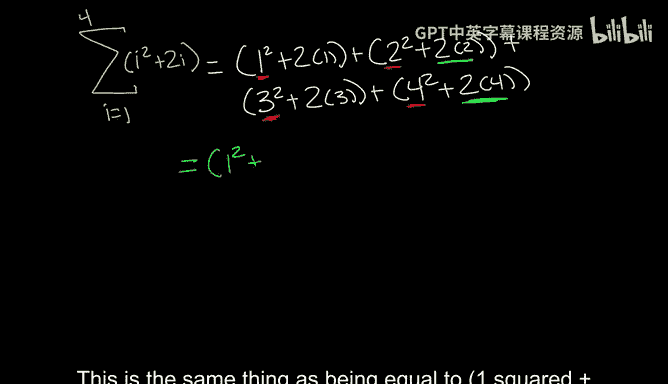 GPT中英字幕课程资源 bilibili
4
∑(i²+2i) = (1²+2(1))+(2²+2(2))+
i=1
(3²+2(3))+(4²+2(4))
=(1²+
This is the same thing as being equal to (1 squared +